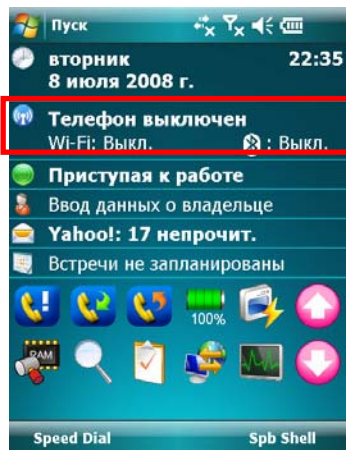 Пуск
вторник 22:35
8 июля 2008 г.
Телефон выключен
Wi-Fi: Выкл. : Выкл.
Приступая к работе
Ввод данных о владельце
Yahoo!: 17 непрочит.
Встречи не запланированы
100%
RAM
Speed Dial Spb Shell